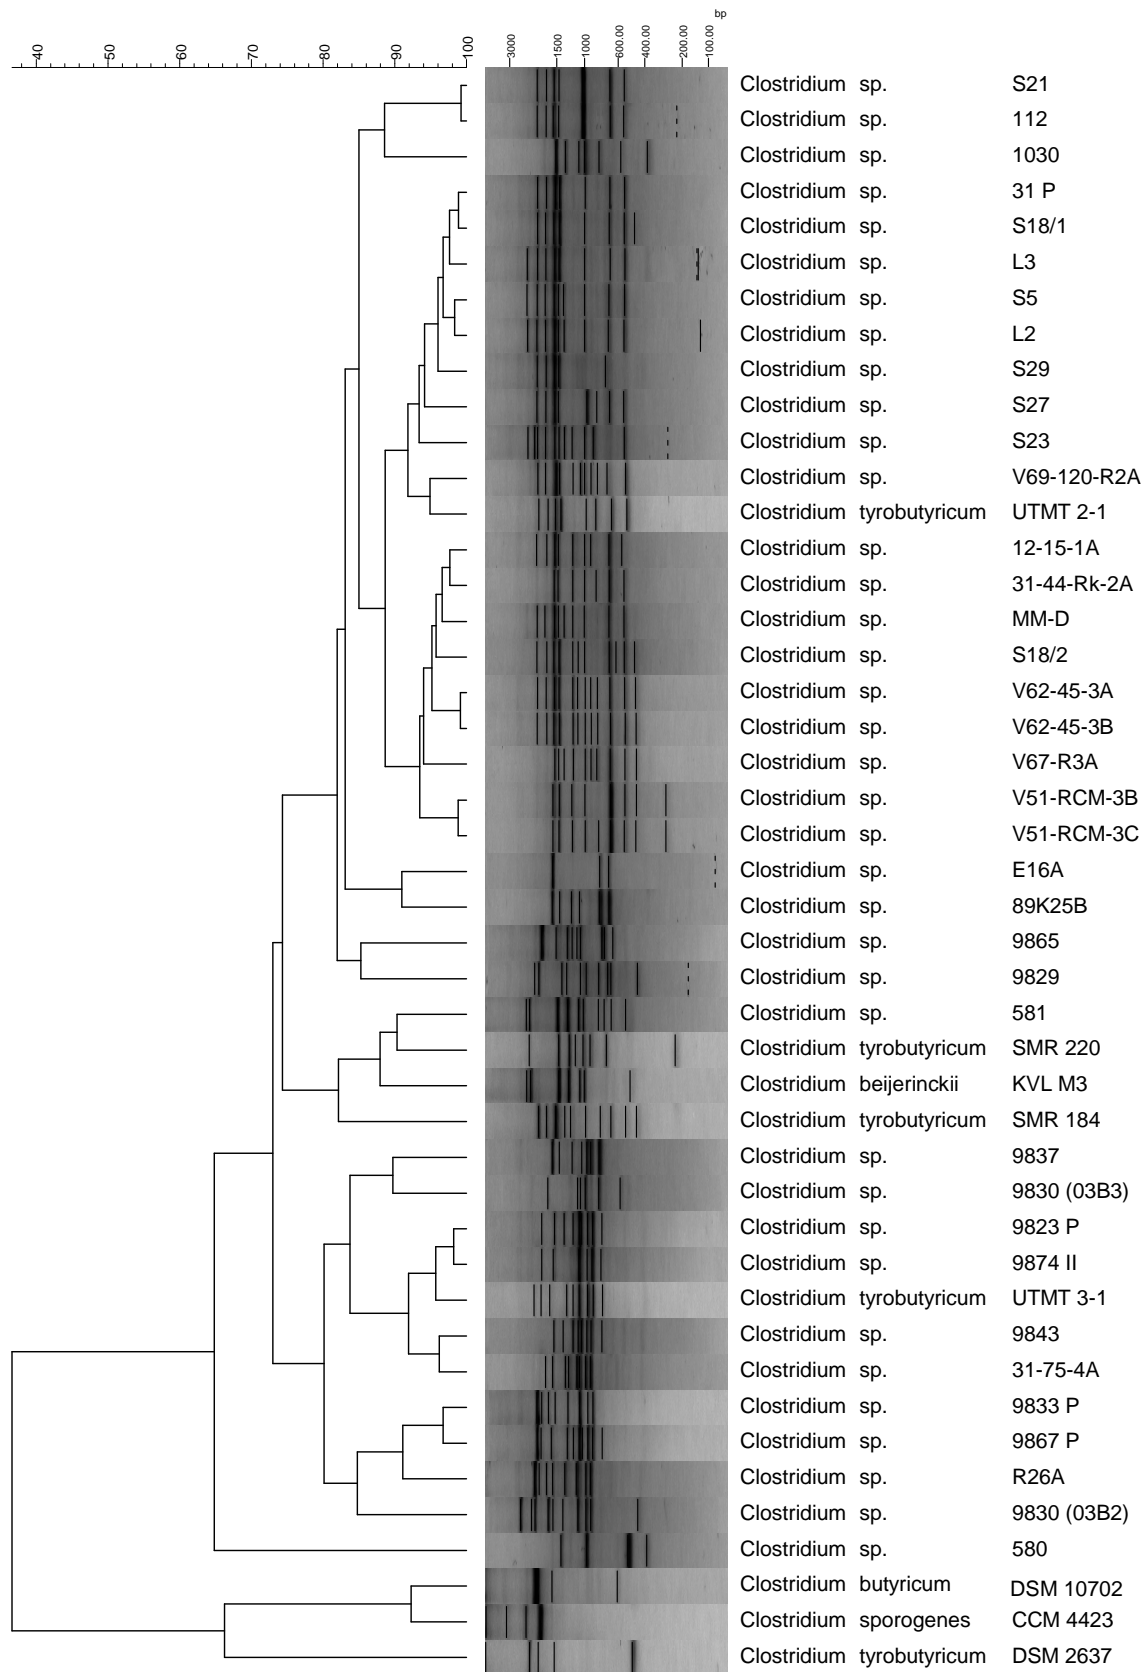 bp
40 50 60 70 80 90 100 3000 1500 1000 600.00 400.00 200.00 100.00
Clostridium sp. S21
Clostridium sp. 112
Clostridium sp. 1030
Clostridium sp. 31 P
Clostridium sp. S18/1
Clostridium sp. L3
Clostridium sp. S5
Clostridium sp. L2
Clostridium sp. S29
Clostridium sp. S27
Clostridium sp. S23
Clostridium sp. V69-120-R2A
Clostridium tyrobutyricum UTMT 2-1
Clostridium sp. 12-15-1A
Clostridium sp. 31-44-Rk-2A
Clostridium sp. MM-D
Clostridium sp. S18/2
Clostridium sp. V62-45-3A
Clostridium sp. V62-45-3B
Clostridium sp. V67-R3A
Clostridium sp. V51-RCM-3B
Clostridium sp. V51-RCM-3C
Clostridium sp. E16A
Clostridium sp. 89K25B
Clostridium sp. 9865
Clostridium sp. 9829
Clostridium sp. 581
Clostridium tyrobutyricum SMR 220
Clostridium beijerinckii KVL M3
Clostridium tyrobutyricum SMR 184
Clostridium sp. 9837
Clostridium sp. 9830 (03B3)
Clostridium sp. 9823 P
Clostridium sp. 9874 II
Clostridium tyrobutyricum UTMT 3-1
Clostridium sp. 9843
Clostridium sp. 31-75-4A
Clostridium sp. 9833 P
Clostridium sp. 9867 P
Clostridium sp. R26A
Clostridium sp. 9830 (03B2)
Clostridium sp. 580
Clostridium butyricum DSM 10702
Clostridium sporogenes CCM 4423
Clostridium tyrobutyricum DSM 2637